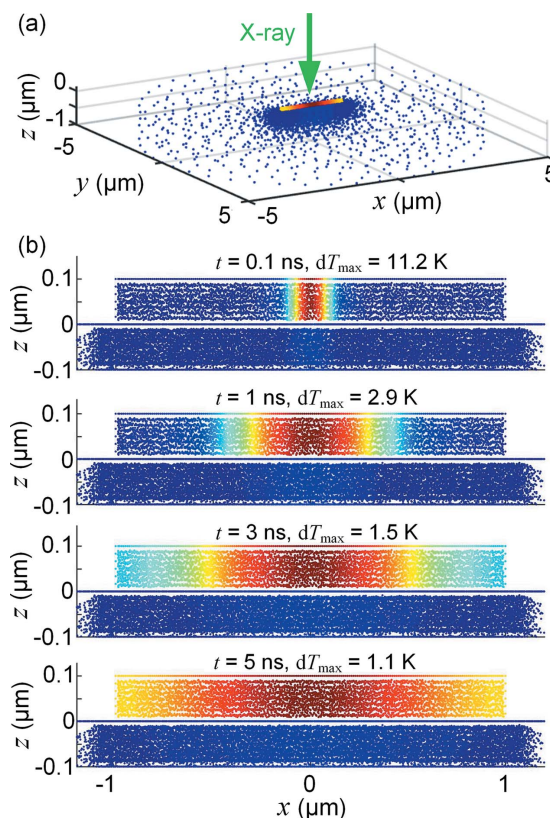 (a)
X-ray
0
-1
-5
z (µm)
y (µm)
5
-5
x (µm)
5
(b)
t = 0.1 ns, dTmax = 11.2 K
0.1
0
-0.1
z (µm)
t = 1 ns, dTmax = 2.9 K
0.1
0
-0.1
z (µm)
t = 3 ns, dTmax = 1.5 K
0.1
0
-0.1
z (µm)
t = 5 ns, dTmax = 1.1 K
0.1
0
-0.1
z (µm)
-1
0
1
x (µm)